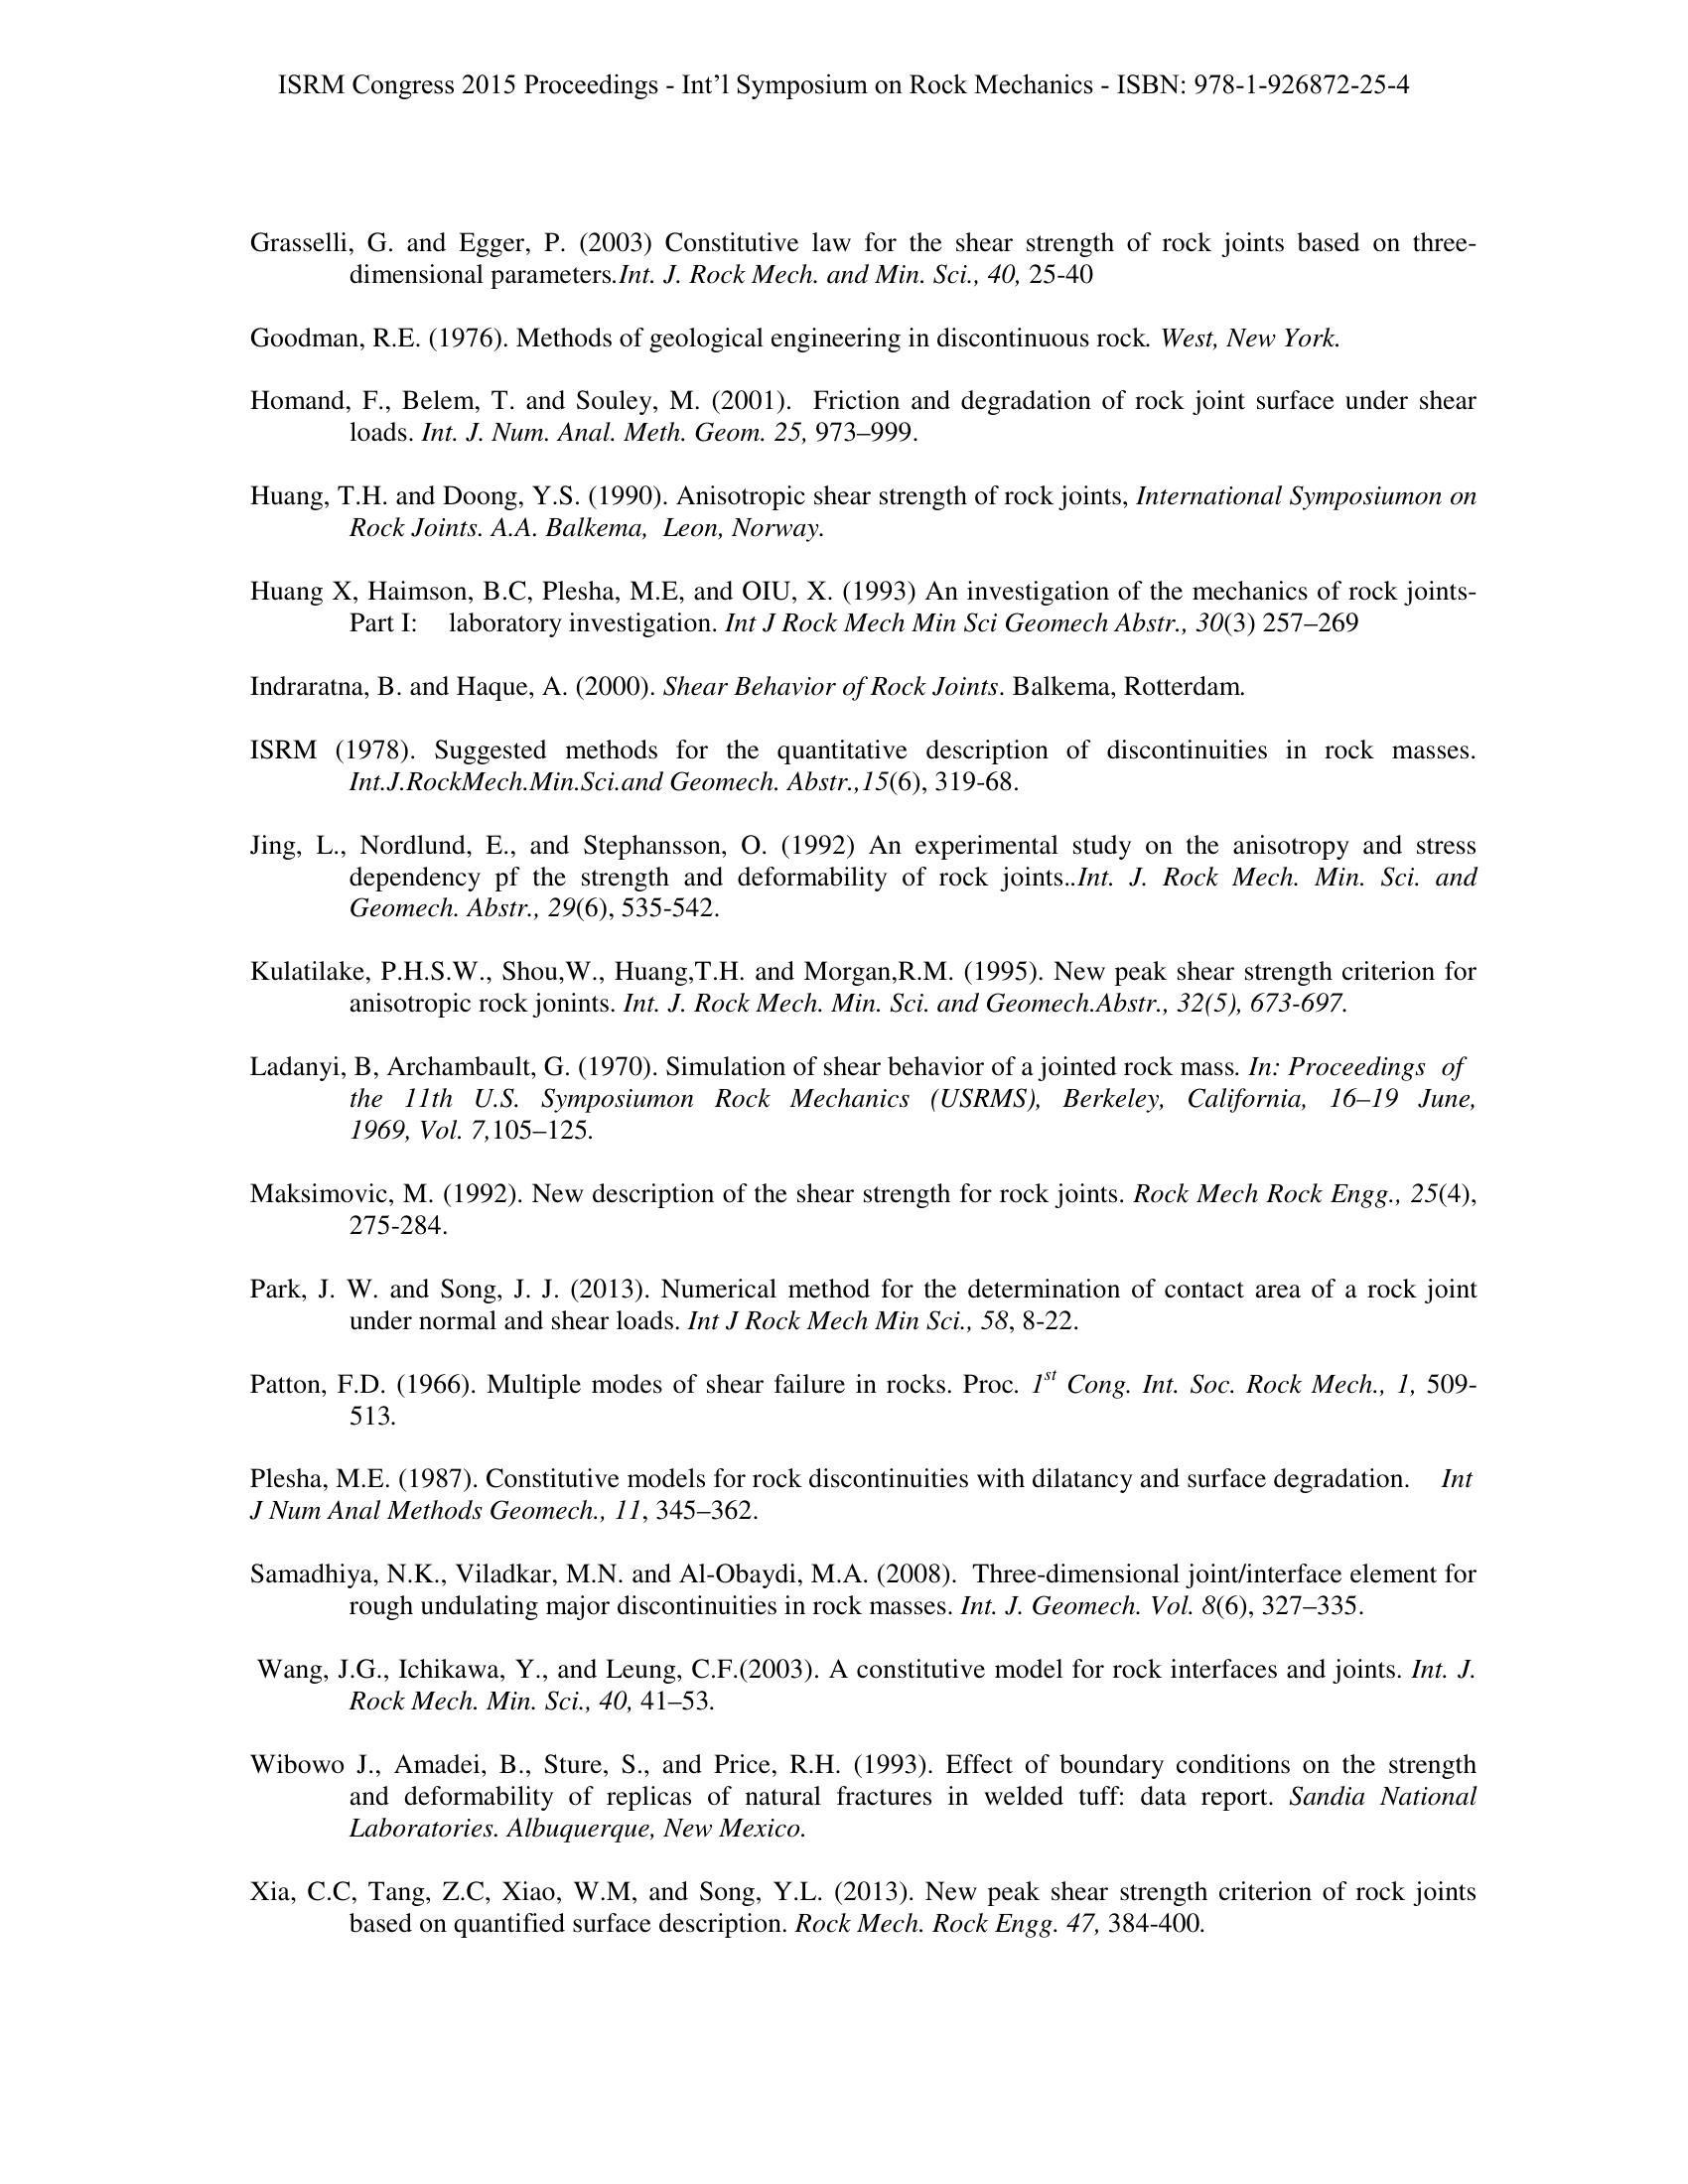 ISRM Congress 2015 Proceedings - Int’l Symposium on Rock Mechanics - ISBN: 978-1-926872-25-4
Grasselli, G. and Egger, P. (2003) Constitutive law for the shear strength of rock joints based on three-
dimensional parameters.Int. J. Rock Mech. and Min. Sci., 40, 25-40
Goodman, R.E. (1976). Methods of geological engineering in discontinuous rock. West, New York.
Homand, F., Belem, T. and Souley, M. (2001). Friction and degradation of rock joint surface under shear
loads. Int. J. Num. Anal. Meth. Geom. 25, 973–999.
Huang, T.H. and Doong, Y.S. (1990). Anisotropic shear strength of rock joints, International Symposiumon on
Rock Joints. A.A. Balkema, Leon, Norway.
Huang X, Haimson, B.C, Plesha, M.E, and OIU, X. (1993) An investigation of the mechanics of rock joints-
Part I: laboratory investigation. Int J Rock Mech Min Sci Geomech Abstr., 30(3) 257–269
Indraratna, B. and Haque, A. (2000). Shear Behavior of Rock Joints. Balkema, Rotterdam.
ISRM (1978). Suggested methods for the quantitative description of discontinuities in rock masses.
Int.J.RockMech.Min.Sci.and Geomech. Abstr.,15(6), 319-68.
Jing, L., Nordlund, E., and Stephansson, O. (1992) An experimental study on the anisotropy and stress
dependency pf the strength and deformability of rock joints..Int. J. Rock Mech. Min. Sci. and
Geomech. Abstr., 29(6), 535-542.
Kulatilake, P.H.S.W., Shou,W., Huang,T.H. and Morgan,R.M. (1995). New peak shear strength criterion for
anisotropic rock jonints. Int. J. Rock Mech. Min. Sci. and Geomech.Abstr., 32(5), 673-697.
Ladanyi, B, Archambault, G. (1970). Simulation of shear behavior of a jointed rock mass. In: Proceedings of
the 11th U.S. Symposiumon Rock Mechanics (USRMS), Berkeley, California, 16–19 June,
1969, Vol. 7,105–125.
Maksimovic, M. (1992). New description of the shear strength for rock joints. Rock Mech Rock Engg., 25(4),
275-284.
Park, J. W. and Song, J. J. (2013). Numerical method for the determination of contact area of a rock joint
under normal and shear loads. Int J Rock Mech Min Sci., 58, 8-22.
Patton, F.D. (1966). Multiple modes of shear failure in rocks. Proc. 1st Cong. Int. Soc. Rock Mech., 1, 509-
513.
Plesha, M.E. (1987). Constitutive models for rock discontinuities with dilatancy and surface degradation. Int
J Num Anal Methods Geomech., 11, 345–362.
Samadhiya, N.K., Viladkar, M.N. and Al-Obaydi, M.A. (2008). Three-dimensional joint/interface element for
rough undulating major discontinuities in rock masses. Int. J. Geomech. Vol. 8(6), 327–335.
Wang, J.G., Ichikawa, Y., and Leung, C.F.(2003). A constitutive model for rock interfaces and joints. Int. J.
Rock Mech. Min. Sci., 40, 41–53.
Wibowo J., Amadei, B., Sture, S., and Price, R.H. (1993). Effect of boundary conditions on the strength
and deformability of replicas of natural fractures in welded tuff: data report. Sandia National
Laboratories. Albuquerque, New Mexico.
Xia, C.C, Tang, Z.C, Xiao, W.M, and Song, Y.L. (2013). New peak shear strength criterion of rock joints
based on quantified surface description. Rock Mech. Rock Engg. 47, 384-400.